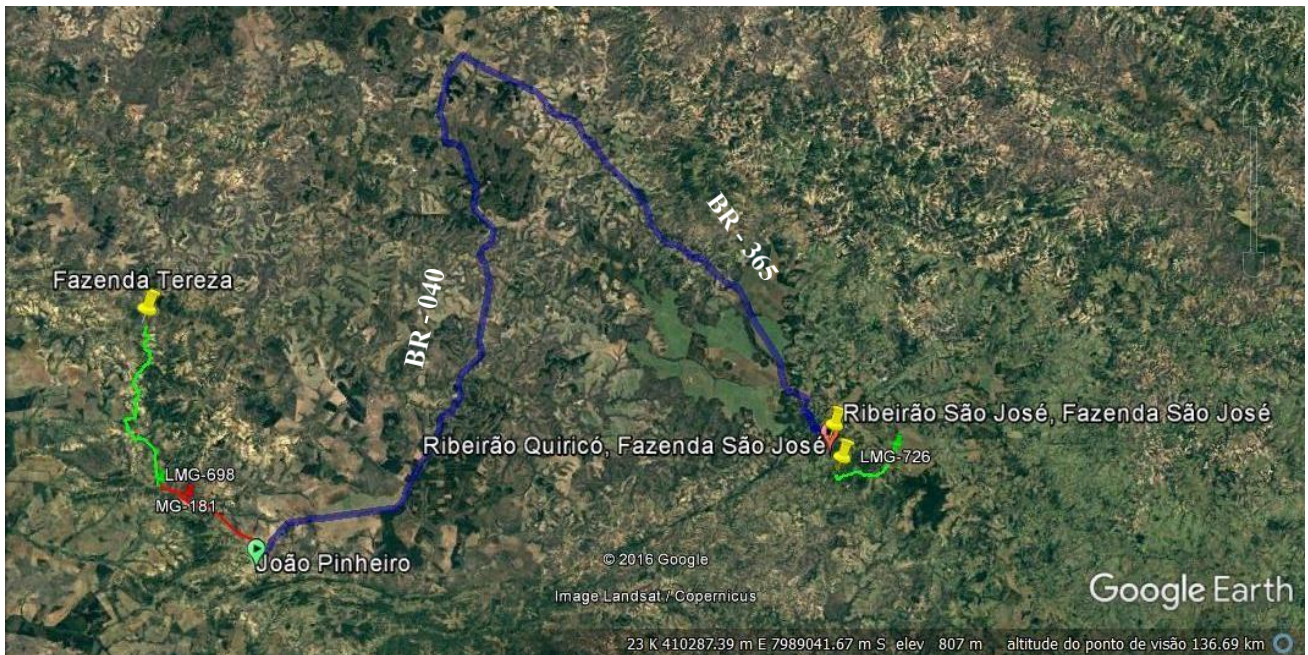 BR - 365
Fazenda Tereza
BR - 040
Ribeirão São José, Fazenda São José
Ribeirão Quiricó, Fazenda São José
LMG-726
LMG-698
MG-181
João Pinheiro
© 2016 Google
Image Landsat / Copernicus
Google Earth
23 K 410287.39 m E 7989041.67 m S elev 807 m altitude do ponto de visão 136.69 km